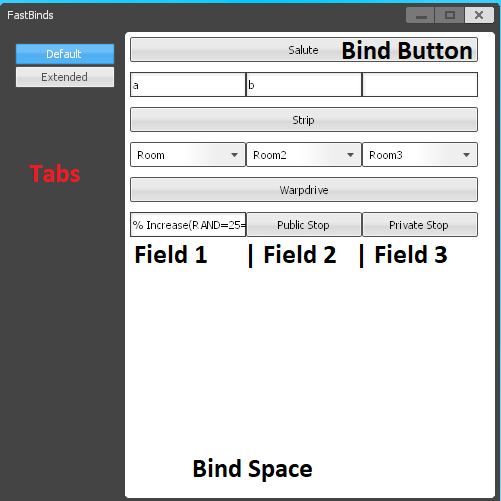 FastBinds
Default
Extended
Tabs
Salute
Bind Button
a b
Strip
Room Room2 Room3
Warpdrive
% Increase(RAND=25= Public Stop Private Stop
Field 1 | Field 2 | Field 3
Bind Space